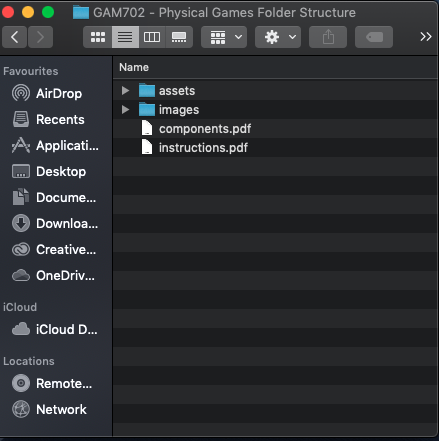 GAM702 - Physical Games Folder Structure
Favourites
AirDrop
Recents
Applicati...
Desktop
Docume...
Downloa...
Creative...
OneDriv...
iCloud
iCloud D...
Locations
Remote...
Network
Name
assets
images
components.pdf
instructions.pdf